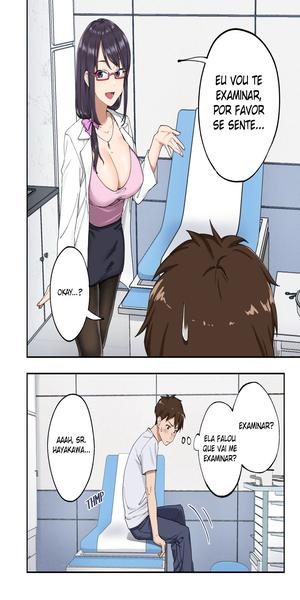 EU VOU TE
EXAMINAR,
POR FAVOR
SE SENTE...
OKAY...?
EXAMINAR?
ELA FALOU
QUE VAI ME
EXAMINAR?
AAAH, SR.
HAYAKAWA...
THMP